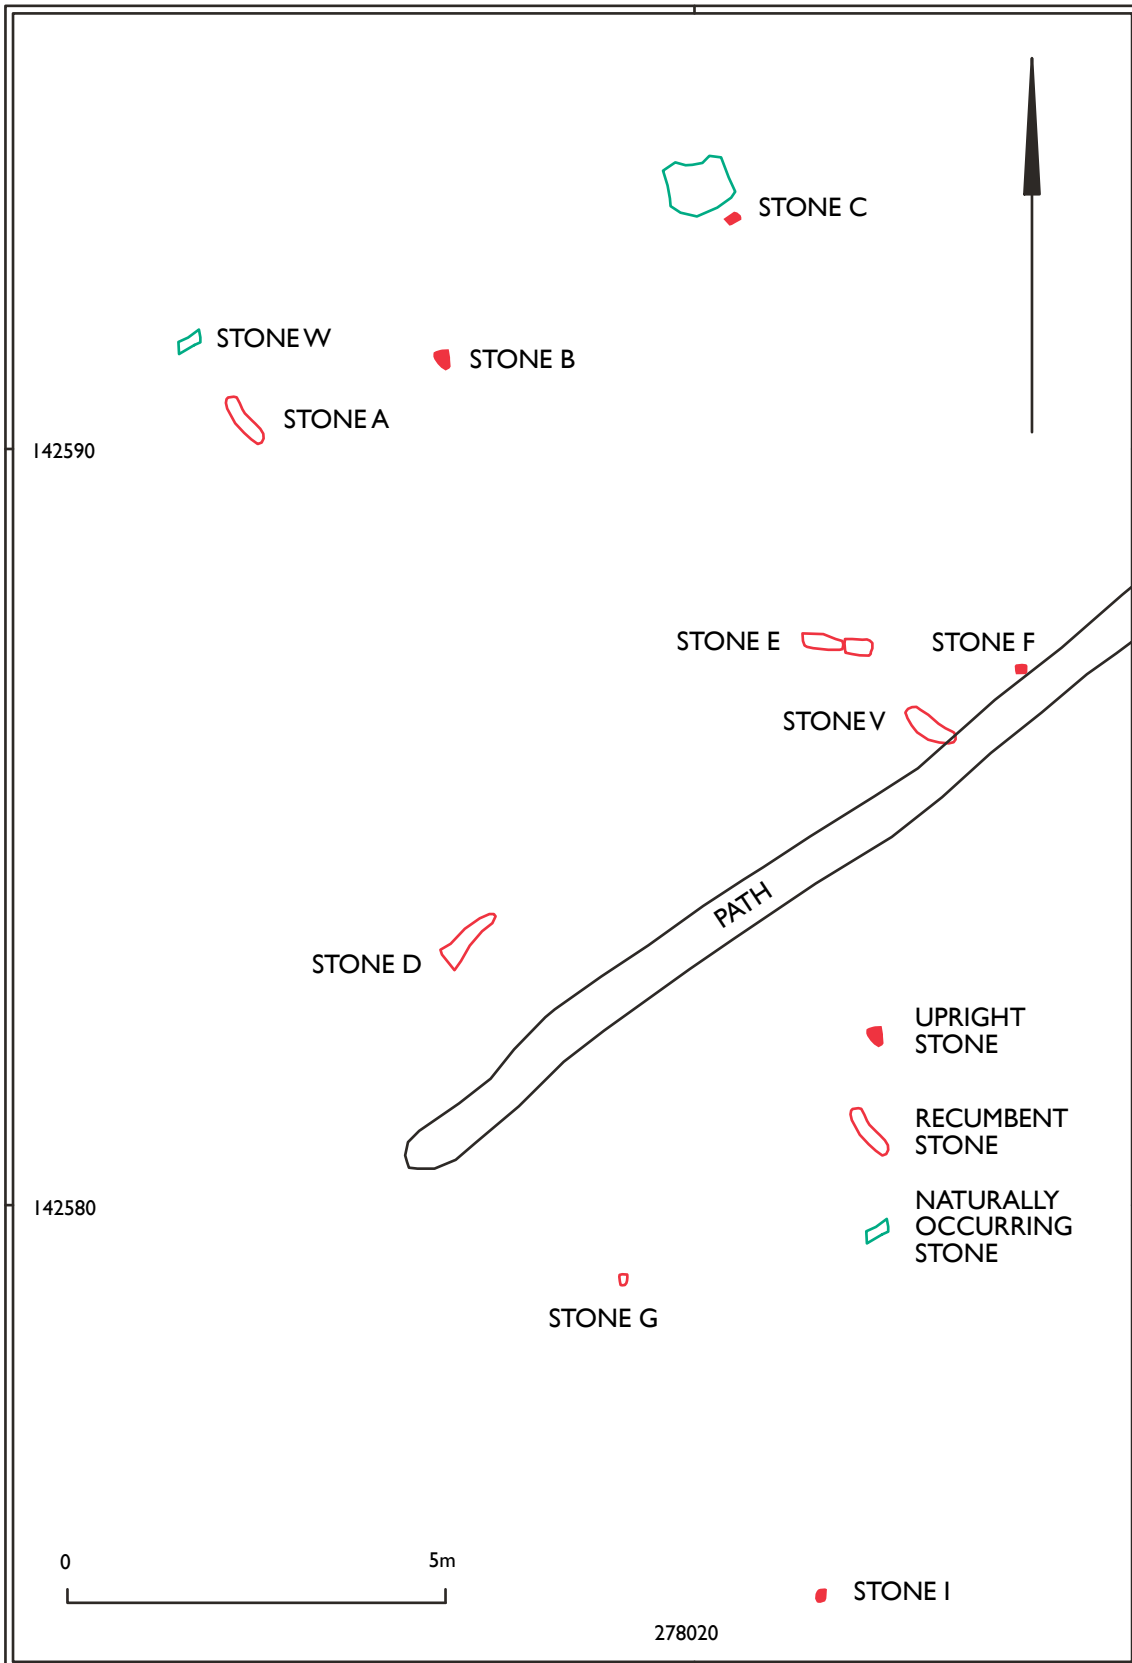 STONE C
STONE W
STONE B
STONE A
142590
STONE E
STONE F
STONE V
PATH
STONE D
UPRIGHT
STONE
RECUMBENT
STONE
NATURALLY
OCCURRING
STONE
142580
STONE G
0
5m
STONE I
278020